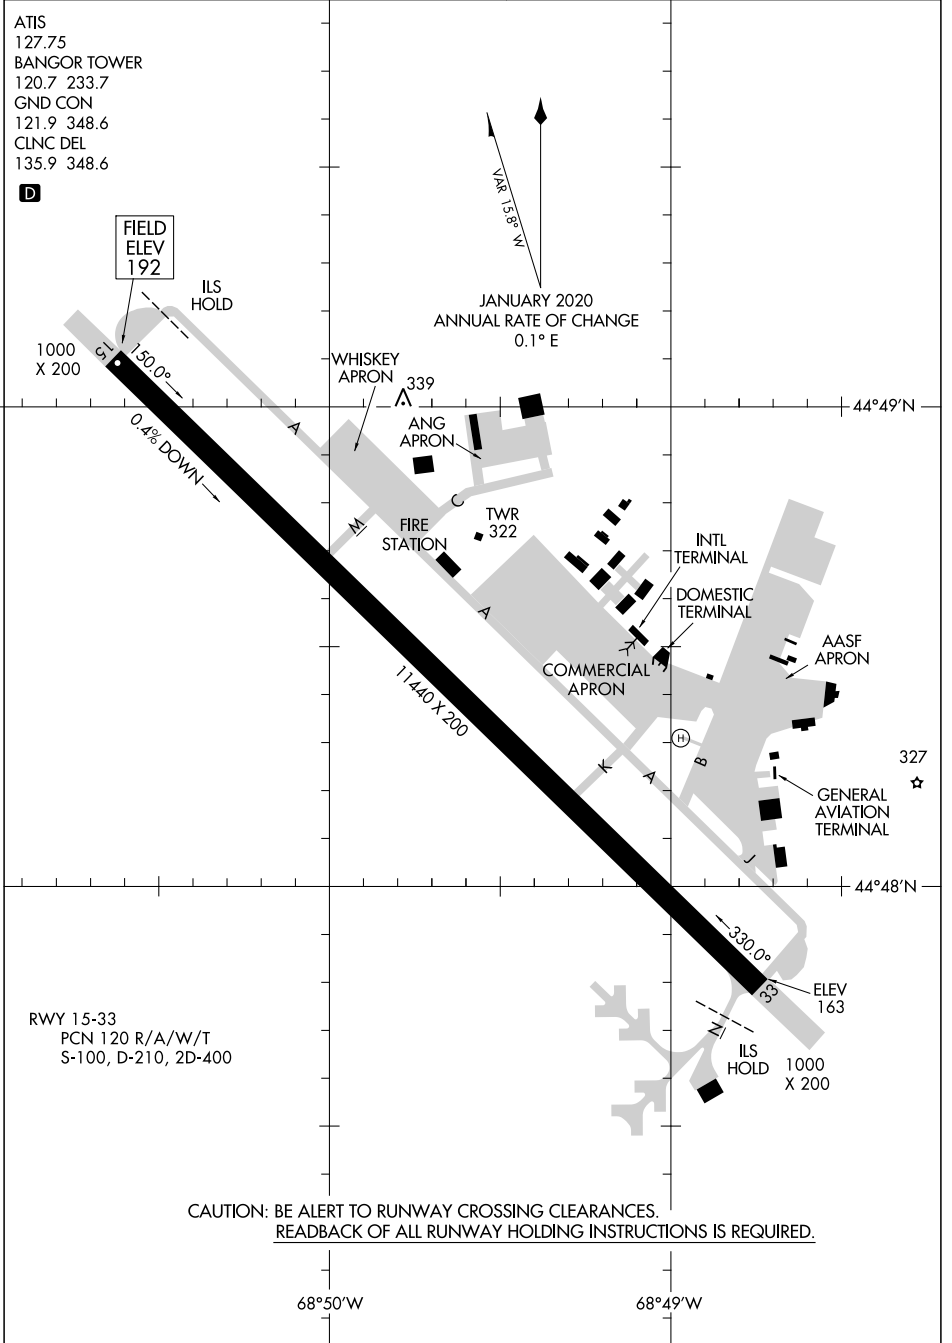 ATIS
127.75
BANGOR TOWER
120.7 233.7
GND CON
121.9 348.6
CLNC DEL
135.9 348.6
D
VAR 15.8° W
JANUARY 2020
ANNUAL RATE OF CHANGE
0.1° E
FIELD
ELEV
192
ILS
HOLD
1000
X 200
15
150.0°
0.4% DOWN
A
WHISKEY
APRON
339
ANG
APRON
44°49'N
C
M
FIRE
STATION
TWR
322
INTL
TERMINAL
DOMESTIC
TERMINAL
A
AASF
APRON
COMMERCIAL
APRON
11440 X 200
H
B
K
A
327
GENERAL
AVIATION
TERMINAL
J
44°48'N
330.0°
33
ELEV
163
N
ILS
HOLD
1000
X 200
RWY 15-33
PCN 120 R/A/W/T
S-100, D-210, 2D-400
CAUTION: BE ALERT TO RUNWAY CROSSING CLEARANCES.
READBACK OF ALL RUNWAY HOLDING INSTRUCTIONS IS REQUIRED.
68°50'W
68°49'W